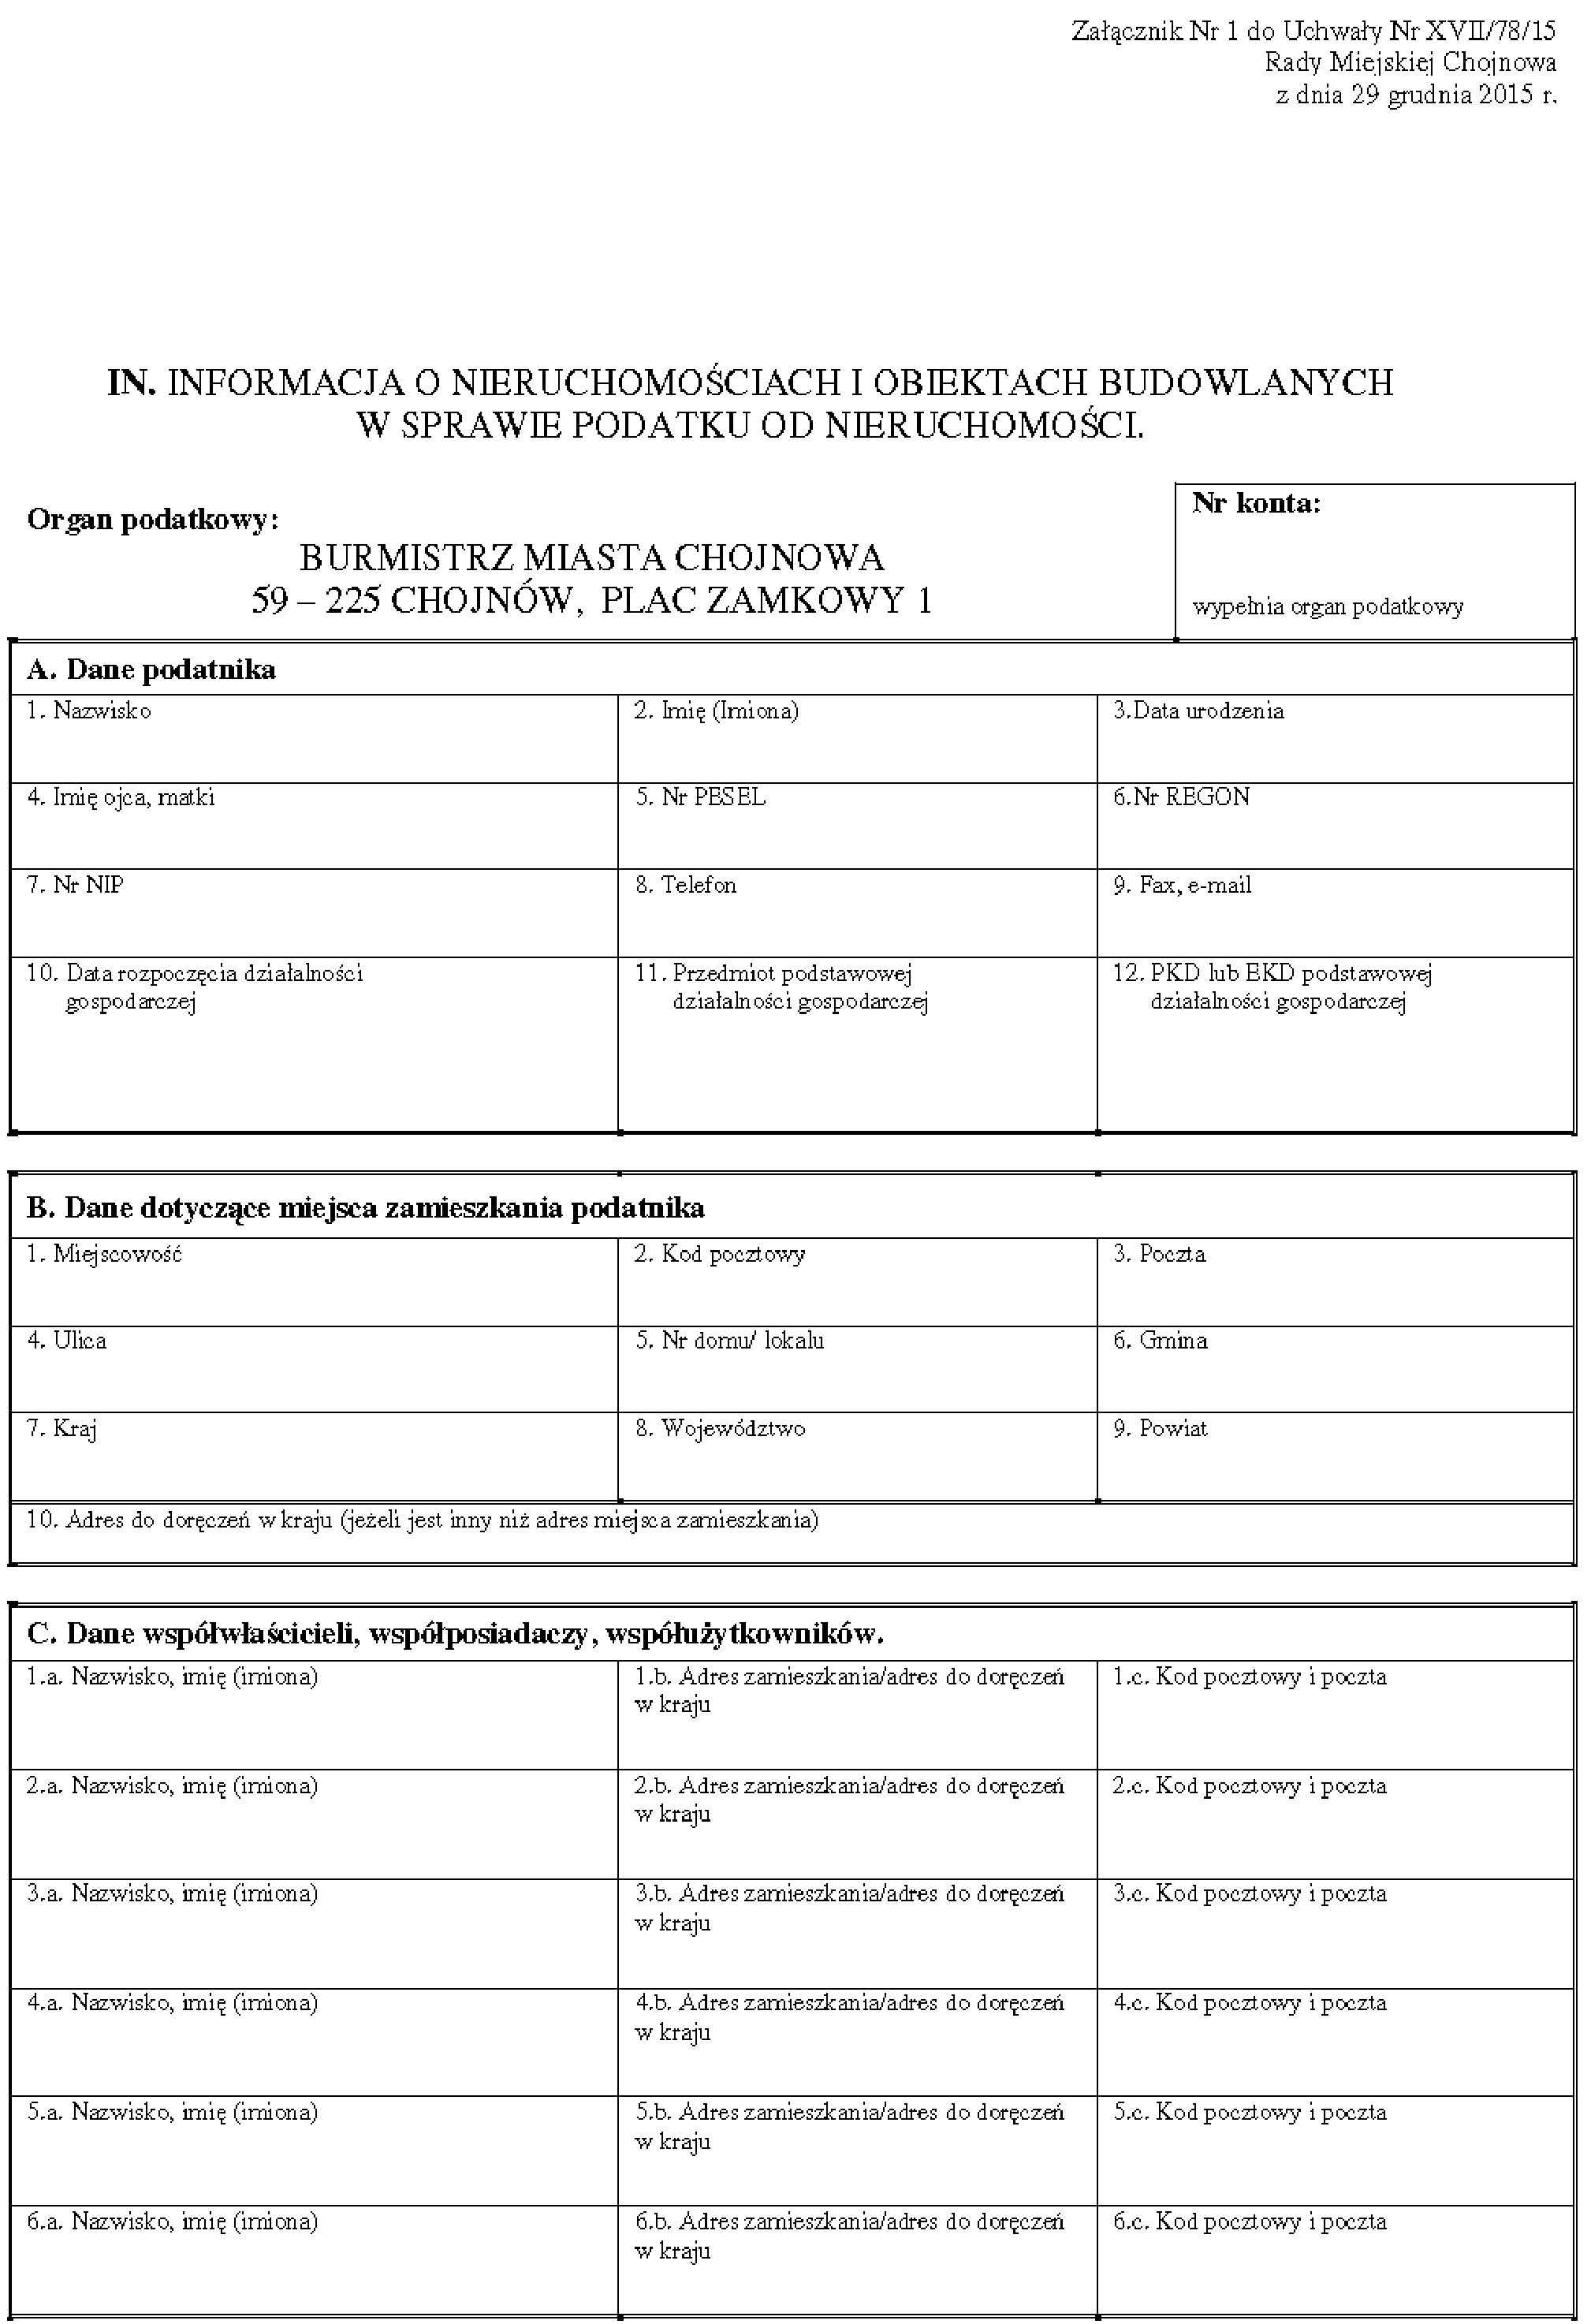 Załącznik Nr 1 do Uchwały Nr XVII/78/15
Rady Miejskiej Chojnowa
z dnia 29 grudnia 2015 r.
IN. INFORMACJA O NIERUCHOMOŚCIACH I OBIEKTACH BUDOWLANYCH
W SPRAWIE PODATKU OD NIERUCHOMOŚCI.
Organ podatkowy:
BURMISTRZ MIASTA CHOJNOWA
59 – 225 CHOJNÓW, PLAC ZAMKOWY 1
Nr konta:
wypełnia organ podatkowy
A. Dane podatnika
1. Nazwisko
2. Imię (Imiona)
3.Data urodzenia
4. Imię ojca, matki
5. Nr PESEL
6.Nr REGON
7. Nr NIP
8. Telefon
9. Fax, e-mail
10. Data rozpoczęcia działalności
gospodarczej
11. Przedmiot podstawowej
działalności gospodarczej
12. PKD lub EKD podstawowej
działalności gospodarczej
B. Dane dotyczące miejsca zamieszkania podatnika
1. Miejscowość
2. Kod pocztowy
3. Poczta
4. Ulica
5. Nr domu/ lokalu
6. Gmina
7. Kraj
8. Województwo
9. Powiat
10. Adres do doręczeń w kraju (jeżeli jest inny niż adres miejsca zamieszkania)
C. Dane współwłaścicieli, współposiadaczy, współużytkowników.
1.a. Nazwisko, imię (imiona)
1.b. Adres zamieszkania/adres do doręczeń
w kraju
1.c. Kod pocztowy i poczta
2.a. Nazwisko, imię (imiona)
2.b. Adres zamieszkania/adres do doręczeń
w kraju
2.c. Kod pocztowy i poczta
3.a. Nazwisko, imię (imiona)
3.b. Adres zamieszkania/adres do doręczeń
w kraju
3.c. Kod pocztowy i poczta
4.a. Nazwisko, imię (imiona)
4.b. Adres zamieszkania/adres do doręczeń
w kraju
4.c. Kod pocztowy i poczta
5.a. Nazwisko, imię (imiona)
5.b. Adres zamieszkania/adres do doręczeń
w kraju
5.c. Kod pocztowy i poczta
6.a. Nazwisko, imię (imiona)
6.b. Adres zamieszkania/adres do doręczeń
w kraju
6.c. Kod pocztowy i poczta